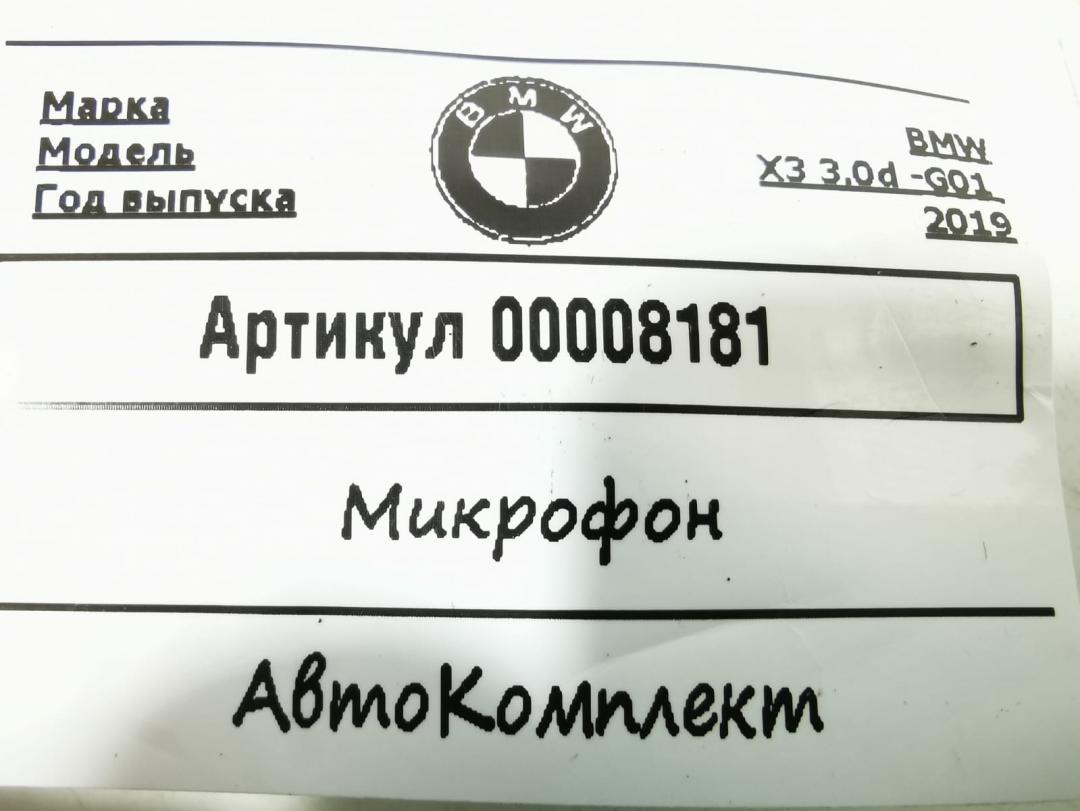 Марка
BMW
BMW
Модель
X3 3.0d -G01
Год выпуска
2019
Артикул 00008181
Микрофон
АвтоКомплект